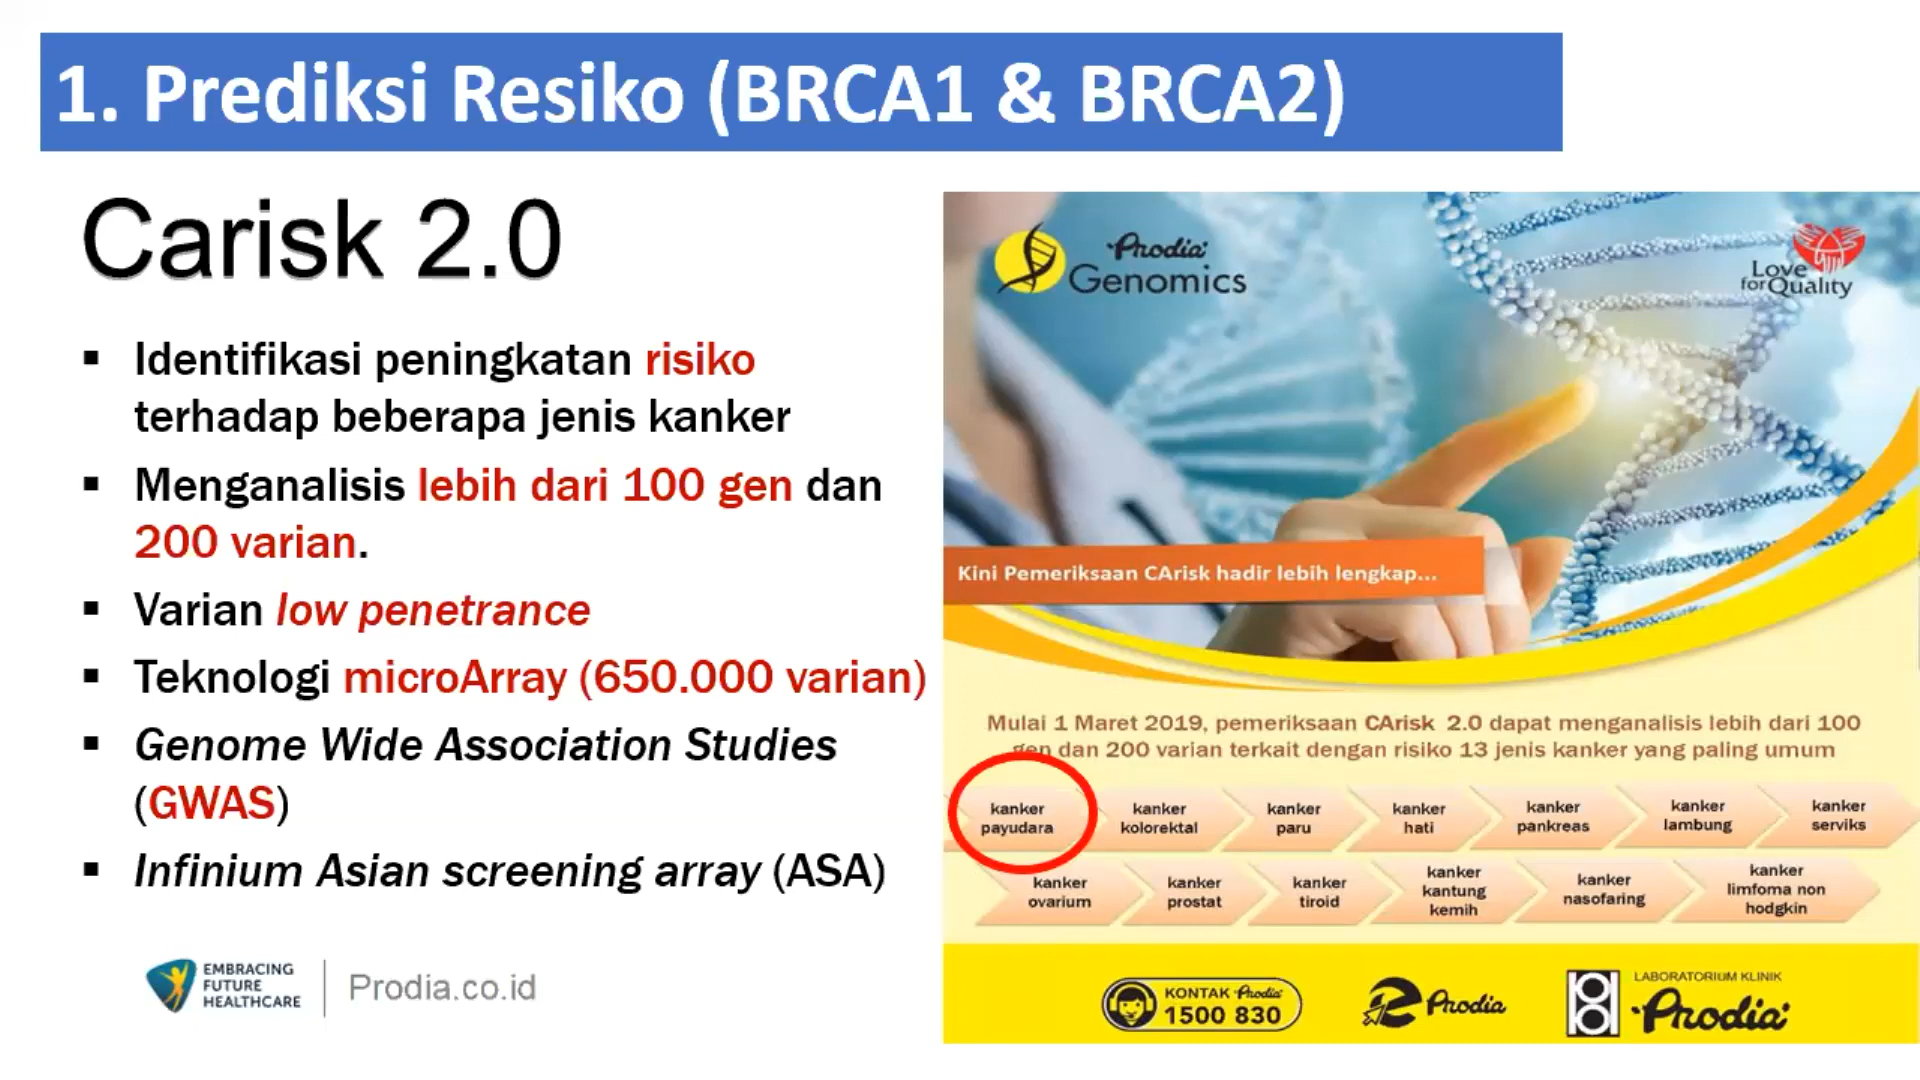 1. Prediksi Resiko (BRCA1 & BRCA2)
Carisk 2.0
▪ Identifikasi peningkatan risiko
terhadap beberapa jenis kanker
▪ Menganalisis lebih dari 100 gen dan
200 varian.
▪ Varian low penetrance
▪ Teknologi microArray (650.000 varian)
▪ Genome Wide Association Studies
(GWAS)
▪ Infinium Asian screening array (ASA)
EMBRACING
FUTURE
HEALTHCARE
Prodia.co.id
Prodia
Genomics
Love
for Quality
Kini Pemeriksaan CArisk hadir lebih lengkap...
Mulai 1 Maret 2019, pemeriksaan CArisk 2.0 dapat menganalisis lebih dari 100
gen dan 200 varian terkait dengan risiko 13 jenis kanker yang paling umum
kanker
payudara
kanker
kolorektal
kanker
paru
kanker
hati
kanker
pankreas
kanker
lambung
kanker
serviks
kanker
ovarium
kanker
prostat
kanker
tiroid
kanker
kantung
kemih
kanker
nasofaring
kanker
limfoma non
hodgkin
KONTAK Prodia
1500 830
Prodia
LABORATORIUM KLINIK
Prodia